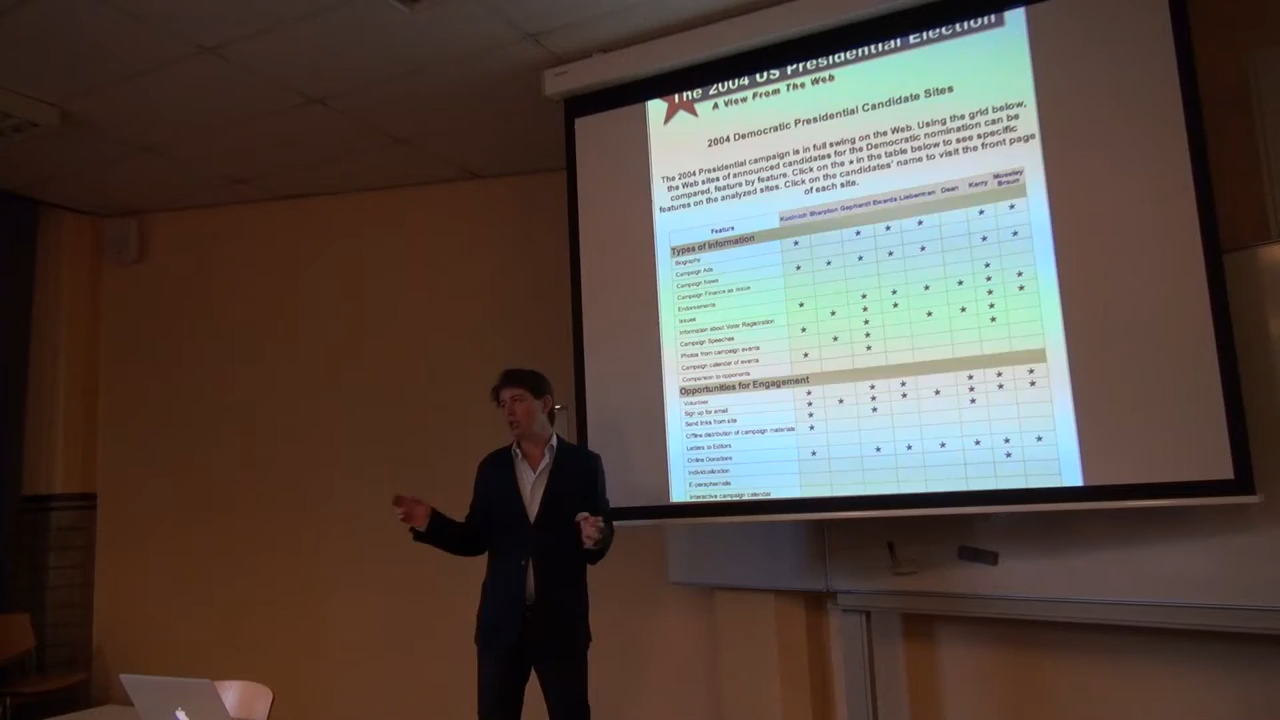 The 2004 US Presidential Election
A View From The Web
2004 Democratic Presidential Candidate Sites
The 2004 Presidential campaign is in full swing on the Web. Using the grid below,
the Web sites of announced candidates for the Democratic nomination can be
compared, feature by feature. Click on the ★ in the table below to see specific
features on the analyzed sites. Click on the candidates' name to visit the front page
of each site.
Feature Kucinich Sharpton Gephardt Edwards Lieberman Dean Kerry Moseley Braun
Types of Information
Biography
Campaign Ads
Campaign News
Campaign Finance as Issue
Endorsements
Issues
Information about Voter Registration
Campaign Speeches
Photos from campaign events
Campaign calendar of events
Comparison to opponents
Opportunities for Engagement
Volunteer
Sign up for email
Send links from site
Offline distribution of campaign materials
Letters to Editors
Online Donations
Individualization
E-paraphernalia
Interactive campaign calendar